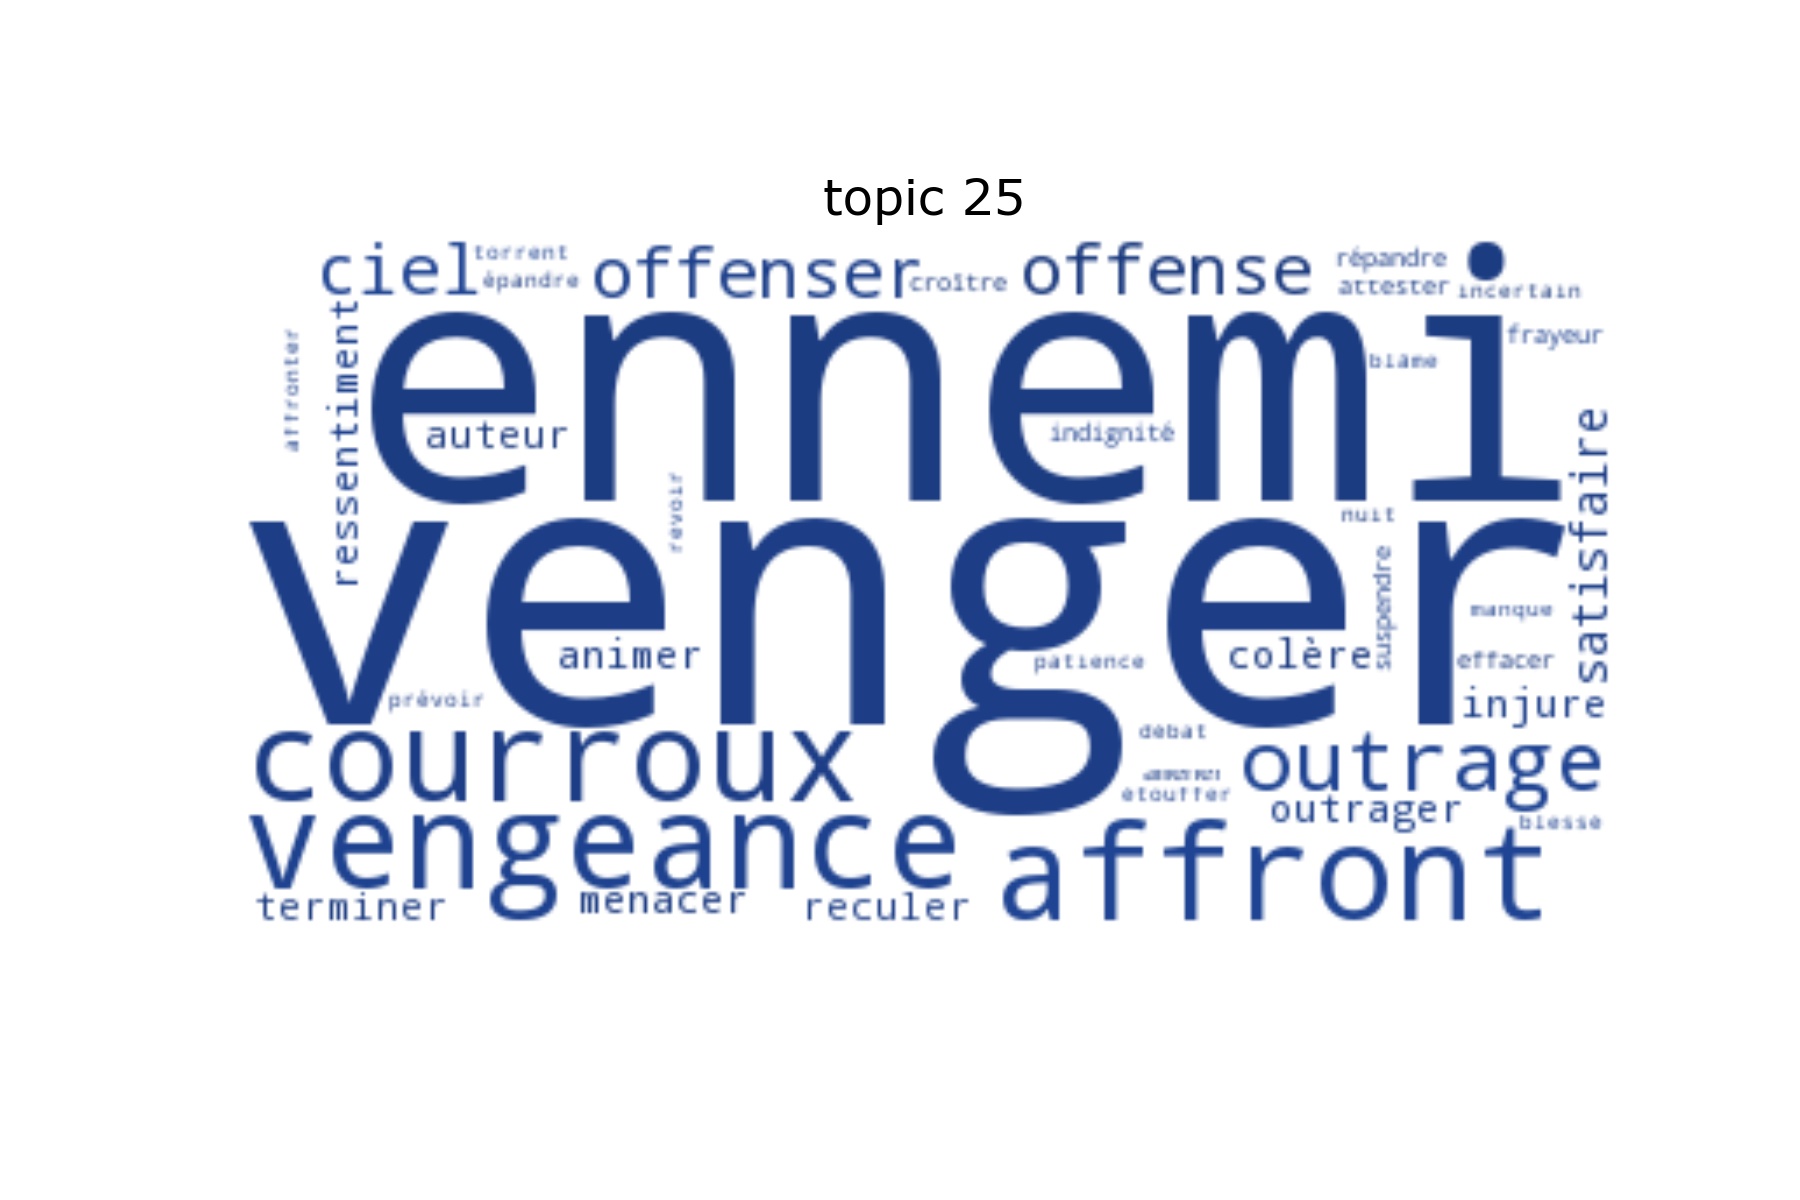 topic 25
ciel
torrent
épandre
offenser
croître
offense
répandre
attester
incertain
ennemi
frayeur
blâme
affronter
ressentiment
auteur
indignité
satisfaire
revoir
nuit
venger
suspendre
manque
animer
patience
colère
effacer
prévoir
injure
courroux
débat
outrage
étouffer
outrager
blessé
vengeance
affront
terminer
menacer
reculer